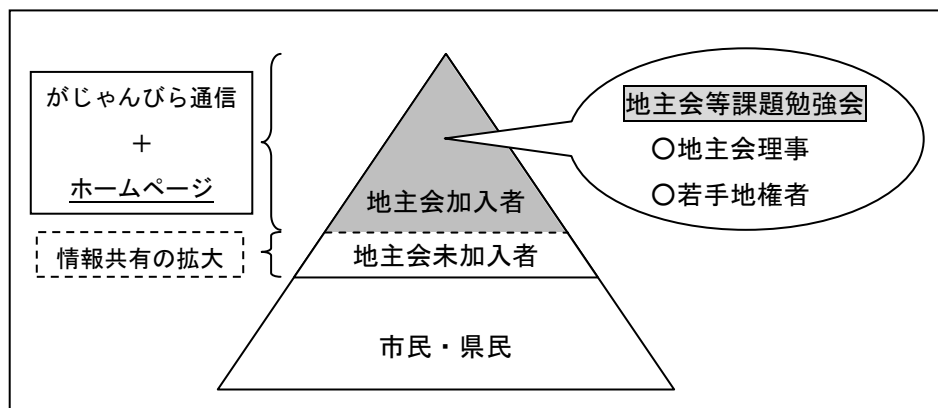 がじゃんびら通信
+
ホームページ
情報共有の拡大
地主会加入者
地主会未加入者
市民・県民
地主会等課題勉強会
〇地主会理事
〇若手地権者